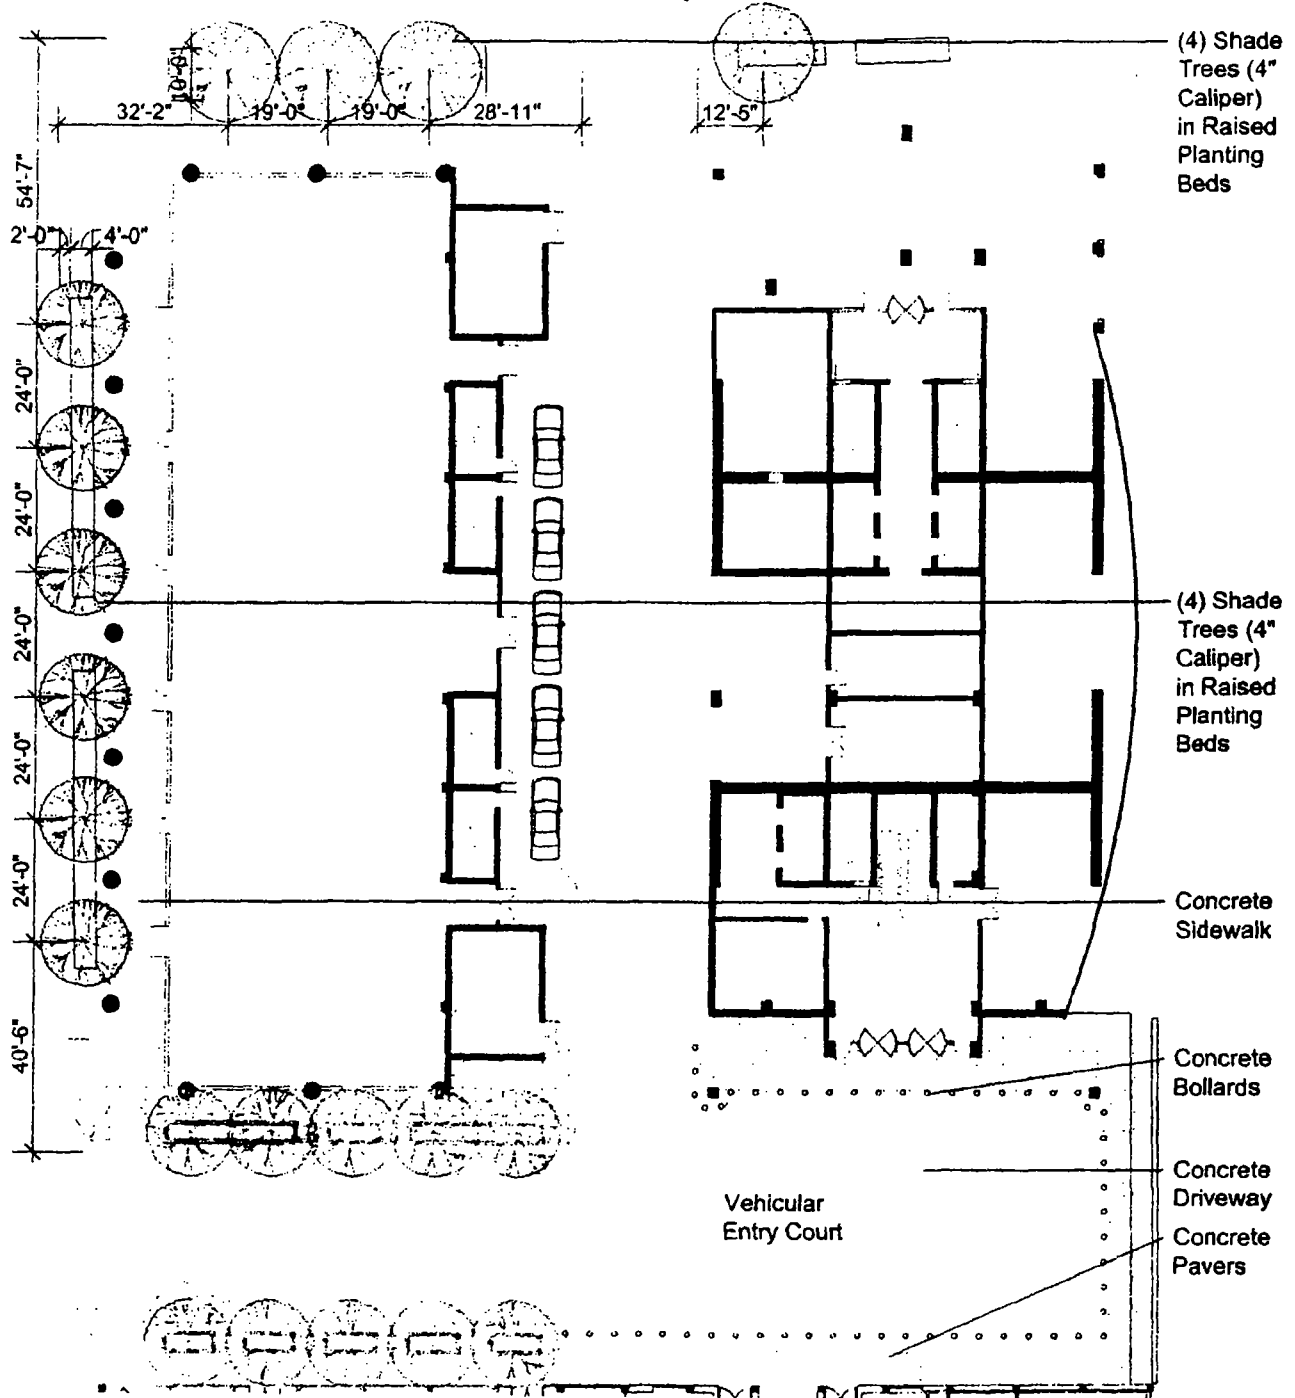 (4) Shade
Trees (4"
Caliper)
in Raised
Planting
Beds
10'-0"
32'-2"
19'-0"
19'-0"
28'-11"
12'-5"
54'-7"
2'-0"
4'-0"
24'-0"
24'-0"
24'-0"
24'-0"
24'-0"
40'-6"
(4) Shade
Trees (4"
Caliper)
in Raised
Planting
Beds
Concrete
Sidewalk
Concrete
Bollards
Concrete
Driveway
Vehicular
Entry Court
Concrete
Pavers